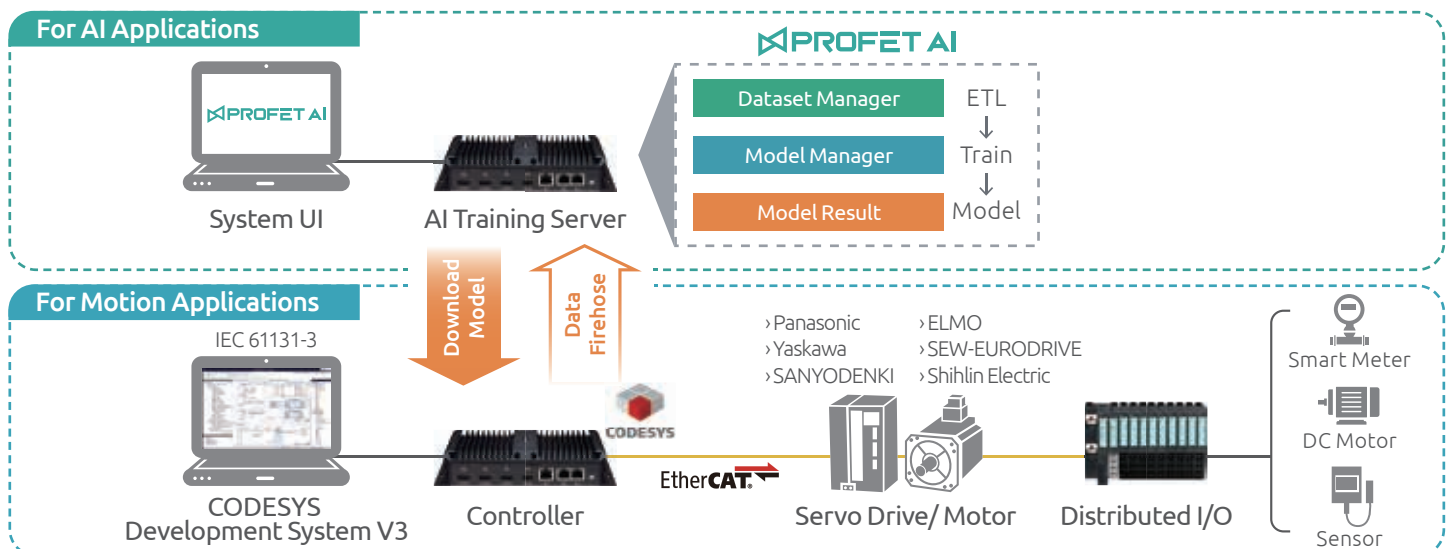 For AI Applications
PROFET AI
PROFET AI
Dataset Manager
ETL
Model Manager
Train
Model Result
Model
System UI
AI Training Server
Download
Model
Data
Firehose
For Motion Applications
IEC 61131-3
›Panasonic
›Yaskawa
›SANYODENKI
›ELMO
›SEW-EURODRIVE
›Shihlin Electric
CODESYS
EtherCAT®
Smart Meter
DC Motor
Sensor
CODESYS
Development System V3
Controller
Servo Drive/ Motor
Distributed I/O